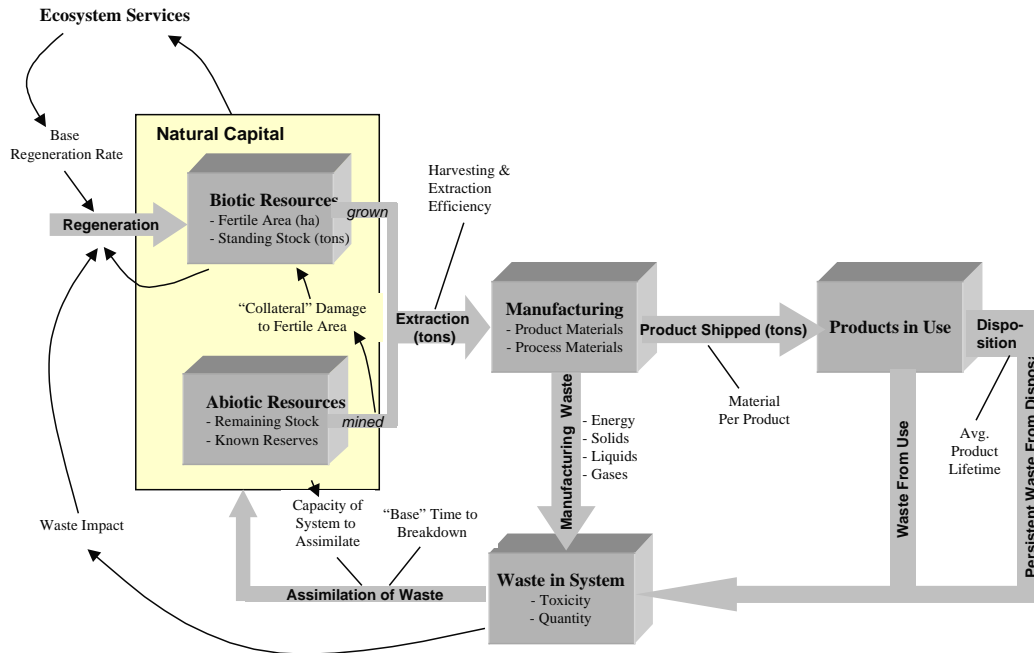 Ecosystem Services
Natural Capital
Base
Regeneration Rate
Biotic Resources
- Fertile Area (ha)
- Standing Stock (tons)
grown
Harvesting &
Extraction
Efficiency
Regeneration
"Collateral" Damage
to Fertile Area
Extraction
(tons)
Manufacturing
- Product Materials
- Process Materials
Product Shipped (tons)
Products in Use
Dispo-
sition
Abiotic Resources
- Remaining Stock
- Known Reserves
mined
Material
Per Product
Manufacturing Waste
- Energy
- Solids
- Liquids
- Gases
Waste From Use
Avg.
Product
Lifetime
Persistent Waste From Disposi
Waste Impact
Capacity of
System to
Assimilate
"Base" Time to
Breakdown
Assimilation of Waste
Waste in System
- Toxicity
- Quantity